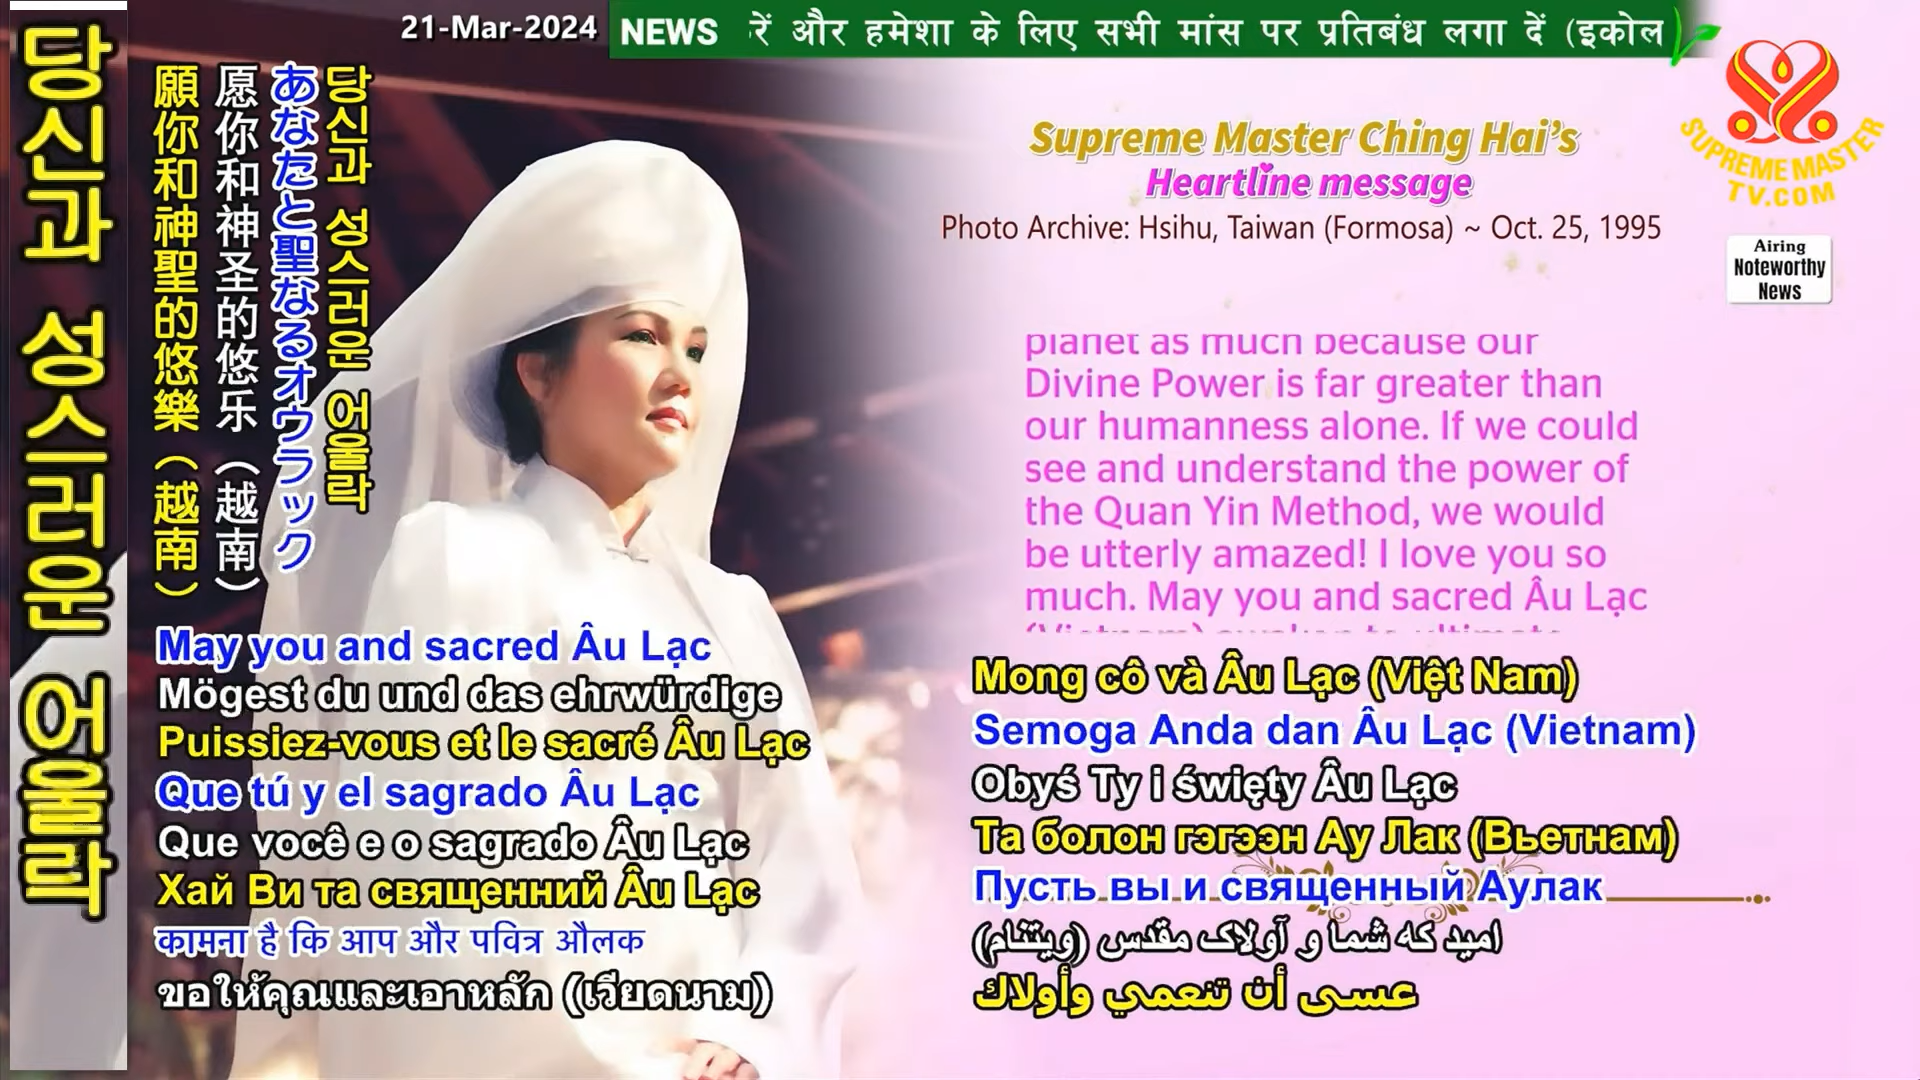 21-Mar-2024
NEWS
रें और हमेशा के लिए सभी मांस पर प्रतिबंध लगा दें (इकोल
SUPREME MASTER
TV.COM
Airing
Noteworthy
News
Supreme Master Ching Hai's
Heartline message
Photo Archive: Hsihu, Taiwan (Formosa) ~ Oct. 25, 1995
당신과 성스러운 어울락
願你和神聖的悠樂（越南）
愿你和神圣的悠乐（越南）
あなたと聖なるオウラック
당신과 성스러운 어울락
planet as much because our
Divine Power is far greater than
our humanness alone. If we could
see and understand the power of
the Quan Yin Method, we would
be utterly amazed! I love you so
much. May you and sacred Âu Lạc
(Vietnam) awaken to ultimate
May you and sacred Âu Lạc
Mögest du und das ehrwürdige
Puissiez-vous et le sacré Âu Lạc
Que tú y el sagrado Âu Lạc
Que você e o sagrado Âu Lạc
Хай Ви та священний Âu Lạc
कामना है कि आप और पवित्र औलक
ขอให้คุณและเอาหลัก (เวียดนาม)
Mong cô và Âu Lạc (Việt Nam)
Semoga Anda dan Âu Lạc (Vietnam)
Obyś Ty i święty Âu Lạc
Та болон гэгээн Ау Лак (Вьетнам)
Пусть вы и священный Аулак
امید که شما و آولاک مقدس (ویتنام)
عسى أن تنعمي وأولاك